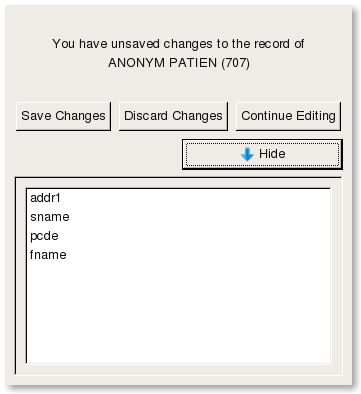 You have unsaved changes to the record of
ANONYM PATIEN (707)
Save Changes
Discard Changes
Continue Editing
Hide
addr1
sname
pcde
fname